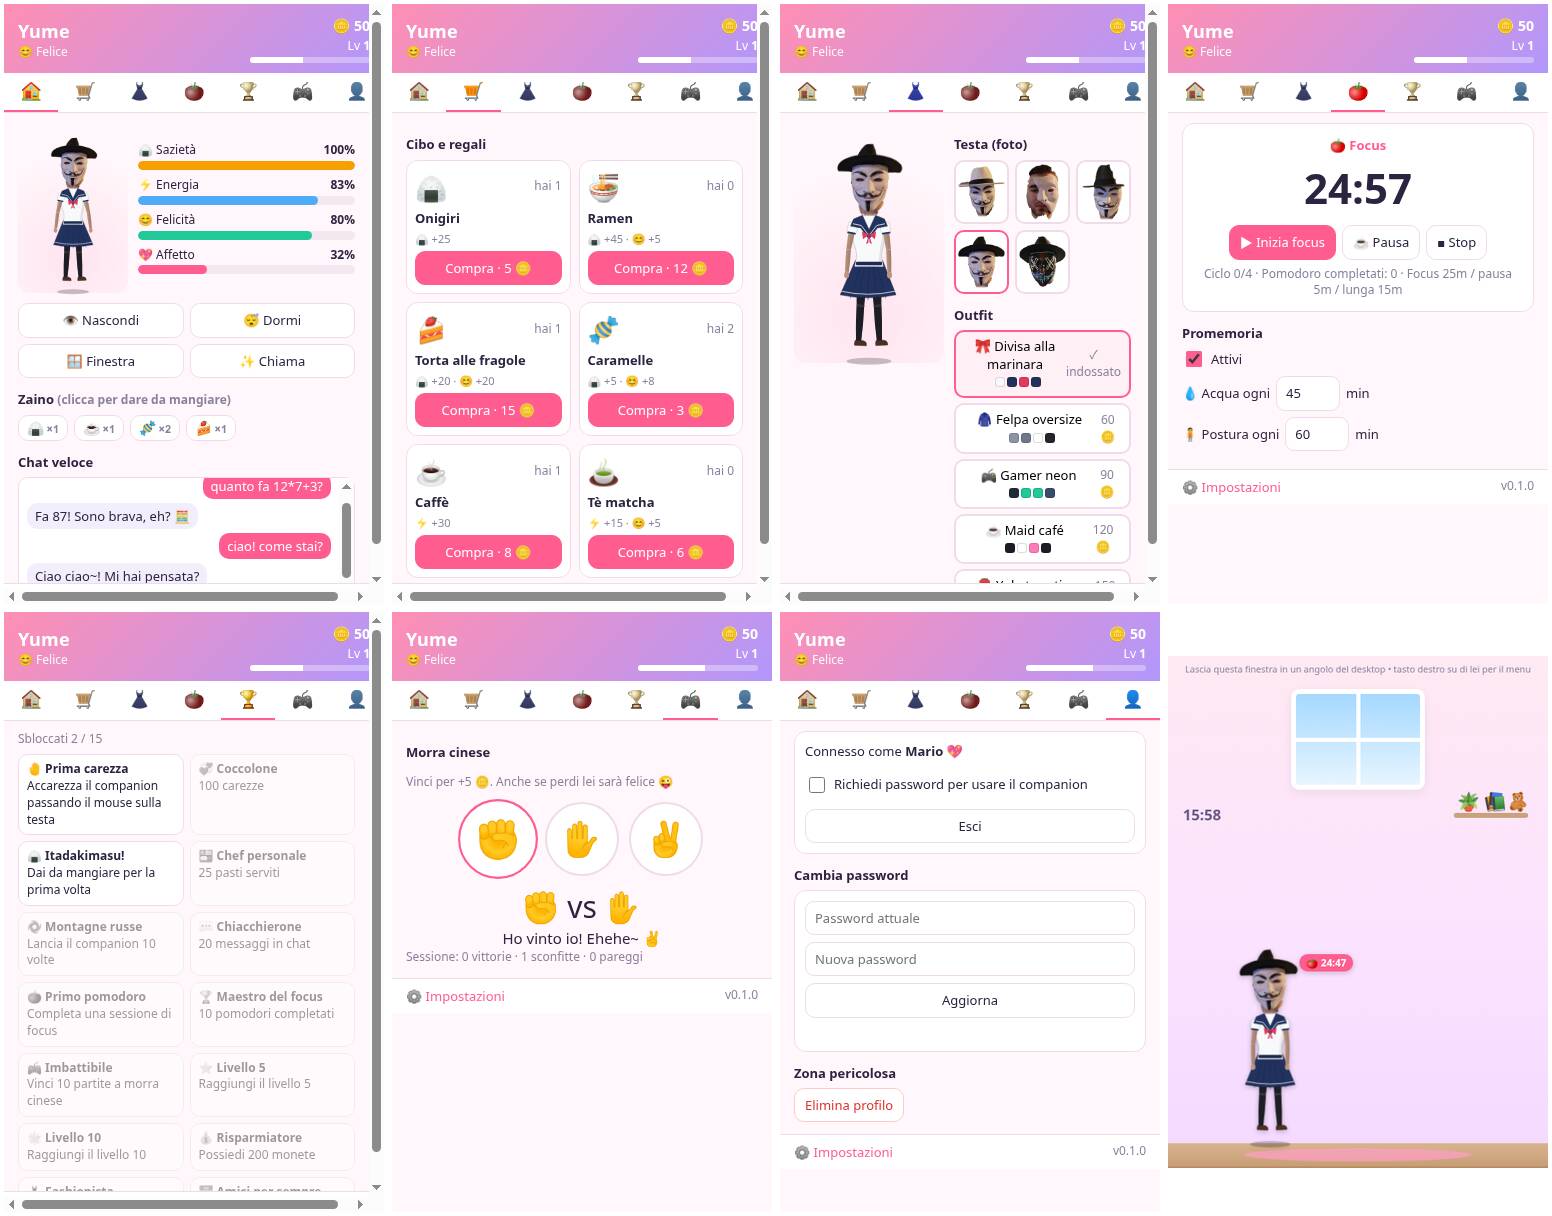 Yume
😊 Felice
🪙 50
Lv 1
🍙 Sazietà 100%
⚡ Energia 83%
😊 Felicità 80%
💖 Affetto 32%
👁️ Nascondi
😴 Dormi
🪟 Finestra
✨ Chiama
Zaino (clicca per dare da mangiare)
🍙 ×1
☕ ×1
🍬 ×2
🍰 ×1
Chat veloce
quanto fa 12*7+3?
Fa 87! Sono brava, eh? 🧮
ciao! come stai?
Ciao ciao~! Mi hai pensata?
Yume
😊 Felice
🪙 50
Lv 1
Cibo e regali
hai 1
Onigiri
🍙 +25
Compra · 5 🪙
hai 0
Ramen
🍙 +45 · 😊 +5
Compra · 12 🪙
hai 1
Torta alle fragole
🍙 +20 · 😊 +20
Compra · 15 🪙
hai 2
Caramelle
🍙 +5 · 😊 +8
Compra · 3 🪙
hai 1
Caffè
⚡ +30
Compra · 8 🪙
hai 0
Tè matcha
⚡ +15 · 😊 +5
Compra · 6 🪙
Yume
😊 Felice
🪙 50
Lv 1
Testa (foto)
Outfit
🎀 Divisa alla
marinara
✓
indossato
🧥 Felpa oversize 60
🪙
🎮 Gamer neon 90
🪙
☕ Maid café 120
🪙
Yume
😊 Felice
🪙 50
Lv 1
🍅 Focus
24:57
▶ Inizia focus
☕ Pausa
■ Stop
Ciclo 0/4 · Pomodoro completati: 0 · Focus 25m / pausa
5m / lunga 15m
Promemoria
Attivi
💧 Acqua ogni 45 min
🧍 Postura ogni 60 min
⚙️ Impostazioni
v0.1.0
Yume
😊 Felice
🪙 50
Lv 1
Sbloccati 2 / 15
🤚 Prima carezza
Accarezza il companion
passando il mouse sulla
testa
💞 Coccolone
100 carezze
🍙 Itadakimasu!
Dai da mangiare per la
prima volta
🍱 Chef personale
25 pasti serviti
Montagne russe
Lancia il companion 10
volte
Chiacchierone
20 messaggi in chat
🍅 Primo pomodoro
Completa una sessione di
focus
🏆 Maestro del focus
10 pomodori completati
🎮 Imbattibile
Vinci 10 partite a morra
cinese
⭐ Livello 5
Raggiungi il livello 5
🌟 Livello 10
Raggiungi il livello 10
💰 Risparmiatore
Possiedi 200 monete
Yume
😊 Felice
🪙 50
Lv 1
Morra cinese
Vinci per +5 🪙. Anche se perdi lei sarà felice 😜
✊ VS ✋
Ho vinto io! Ehehe~ ✌️
Sessione: 0 vittorie · 1 sconfitte · 0 pareggi
⚙️ Impostazioni
v0.1.0
Yume
😊 Felice
🪙 50
Lv 1
Connesso come Mario 💖
Richiedi password per usare il companion
Esci
Cambia password
Password attuale
Nuova password
Aggiorna
Zona pericolosa
Elimina profilo
⚙️ Impostazioni
v0.1.0
Lascia questa finestra in un angolo del desktop • tasto destro su di lei per il menu
15:58
🍅 24:47